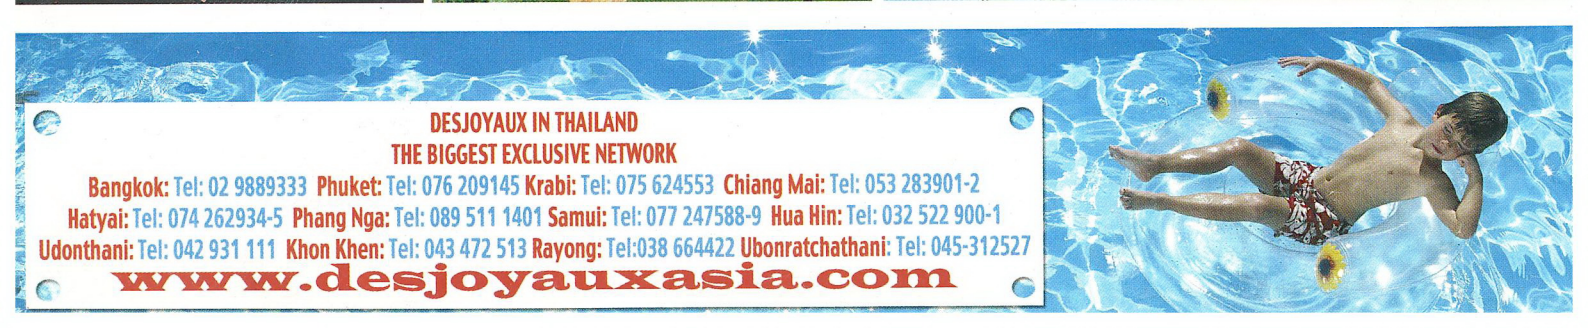 DESJOYAUX IN THAILAND
THE BIGGEST EXCLUSIVE NETWORK
Bangkok: Tel: 02 9889333 Phuket: Tel: 076 209145 Krabi: Tel: 075 624553 Chiang Mai: Tel: 053 283901-2
Hatyai: Tel: 074 262934-5 Phang Nga: Tel: 089 511 1401 Samui: Tel: 077 247588-9 Hua Hin: Tel: 032 522 900-1
Udonthani: Tel: 042 931 111 Khon Khen: Tel: 043 472 513 Rayong: Tel:038 664422 Ubonratchathani: Tel: 045-312527
www.desjoyauxasia.com